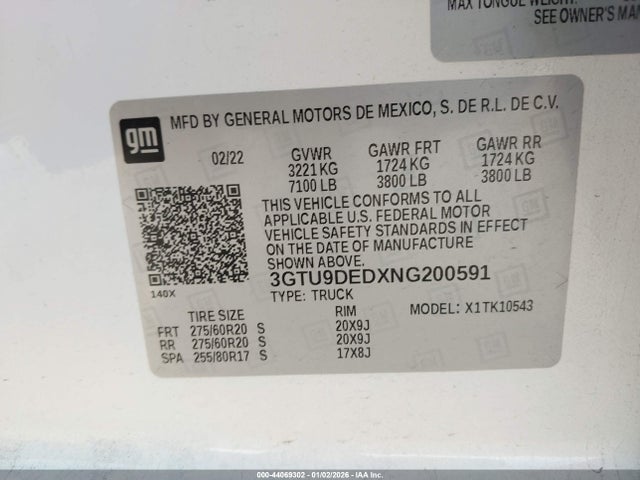 MAX TONGUE WEIGHT:
SEE OWNER'S MAN
gm
MFD BY GENERAL MOTORS DE MEXICO, S. DE R.L. DE C.V.
02/22 GVWR GAWR FRT GAWR RR
3221 KG 1724 KG 1724 KG
7100 LB 3800 LB 3800 LB
THIS VEHICLE CONFORMS TO ALL
APPLICABLE U.S. FEDERAL MOTOR
VEHICLE SAFETY STANDARDS IN EFFECT
ON THE DATE OF MANUFACTURE
SHOWN ABOVE.
3GTU9DEDXNG200591
140X
TYPE: TRUCK MODEL: X1TK10543
TIRE SIZE RIM
FRT 275/60R20 S 20X9J
RR 275/60R20 S 20X9J
SPA 255/80R17 S 17X8J
000-44069302 - 01/02/2026 - IAA Inc.